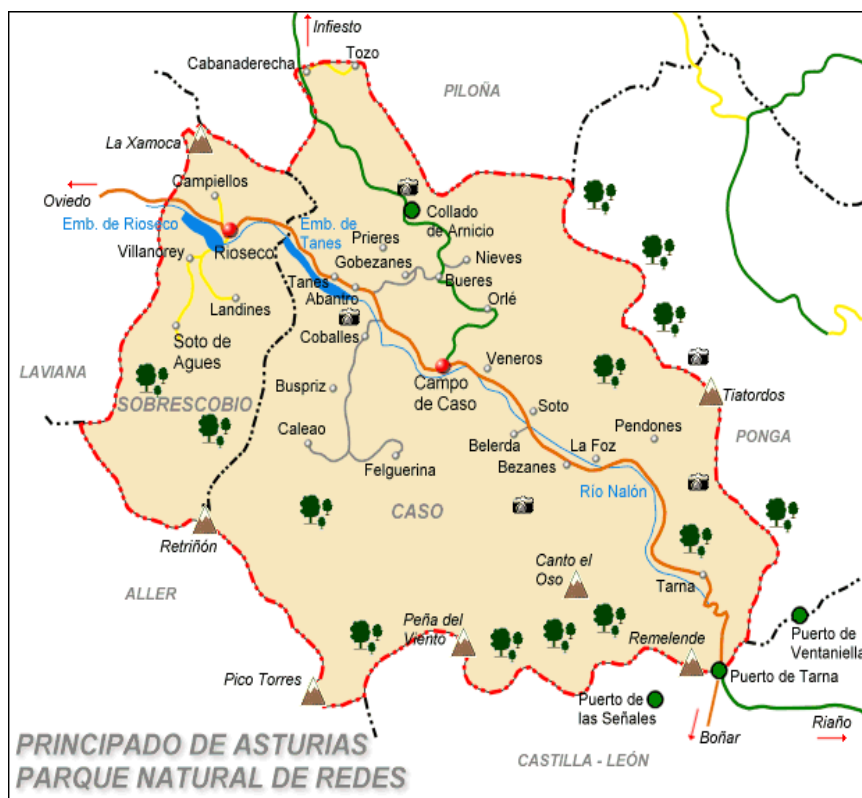 Infiesto
Tozo
Cabanaderecha
PILOÑA
La Xamoca
Campiellos
Oviedo
Emb. de Rioseco
Emb. de
Tanes
Collado
de Arnicio
Prieres
Nieves
Villandrey
Rioseco
Gobezanes
Tanes
Bueres
Abantro
Landines
Orlé
Coballes
Soto de
Agues
LAVIANA
Veneros
Campo
de Caso
Buspriz
Tiatordos
SOBRESCOBIO
Soto
Pendones
PONGA
Caleao
Belerda
La Foz
Felguerina
Bezanes
Río Nalón
CASO
Retriñón
Canto el
Oso
Tarna
ALLER
Peña del
Viento
Remelende
Puerto de
Ventaniella
Pico Torres
Puerto de Tarna
Puerto de
las Señales
Riaño
Boñar
PRINCIPADO DE ASTURIAS
PARQUE NATURAL DE REDES
CASTILLA - LEÓN